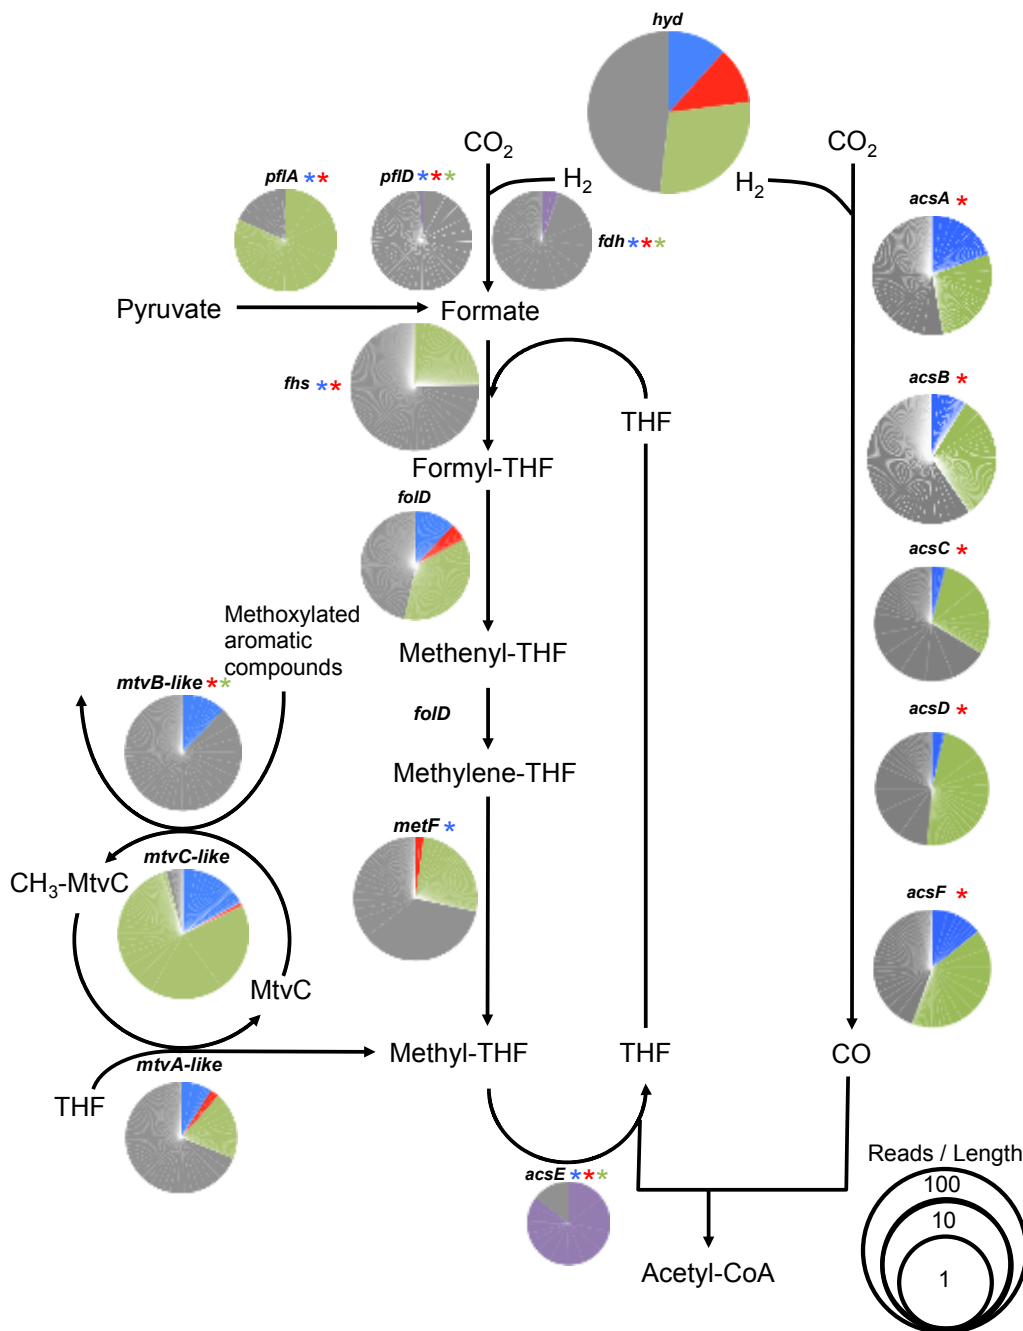 hyd
CO2
CO2
pflA **
pflD ***
H2
H2
acsA *
fdh ***
Pyruvate
Formate
fhs **
acsB *
THF
Formyl-THF
folD
acsC *
Methoxylated
aromatic
compounds
Methenyl-THF
mtvB-like **
folD
acsD *
Methylene-THF
metF *
mtvC-like
CH3-MtvC
acsF *
MtvC
Methyl-THF
THF
CO
mtvA-like
THF
acsE ***
Reads / Length
100
10
1
Acetyl-CoA